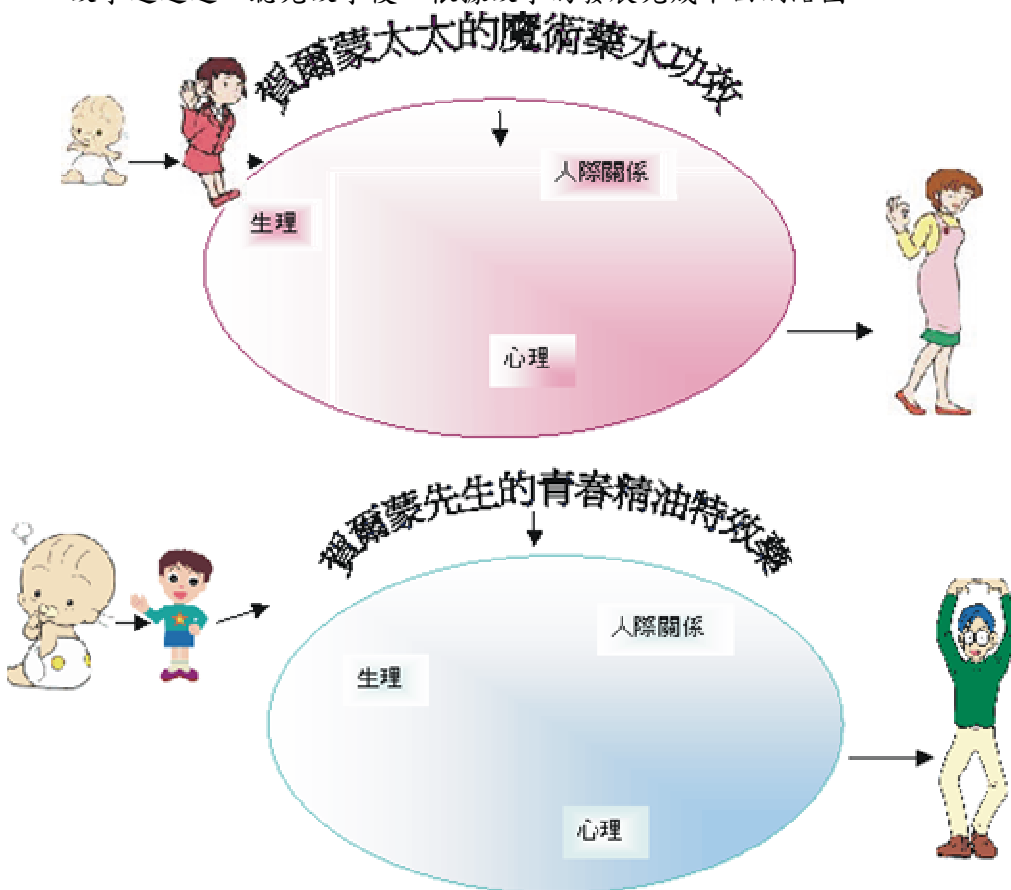 賀爾蒙太太的魔術藥水功效
人際關係
生理
心理
賀爾蒙先生的青春精油特效藥
人際關係
生理
心理